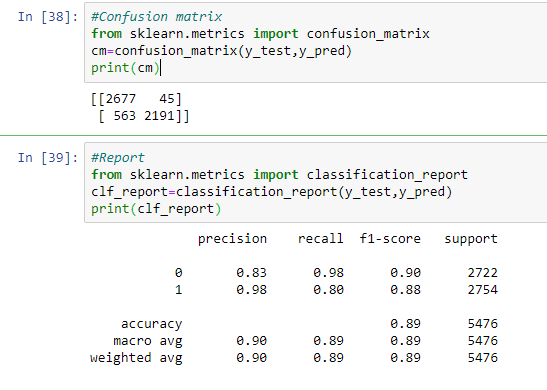 In [38]: #Confusion matrix
from sklearn.metrics import confusion_matrix
cm=confusion_matrix(y_test,y_pred)
print(cm)
[[2677   45]
 [ 563 2191]]
In [39]: #Report
from sklearn.metrics import classification_report
clf_report=classification_report(y_test,y_pred)
print(clf_report)
precision    recall  f1-score   support
0       0.83      0.98      0.90      2722
1       0.98      0.80      0.88      2754
accuracy                           0.89      5476
macro avg       0.90      0.89      0.89      5476
weighted avg       0.90      0.89      0.89      5476